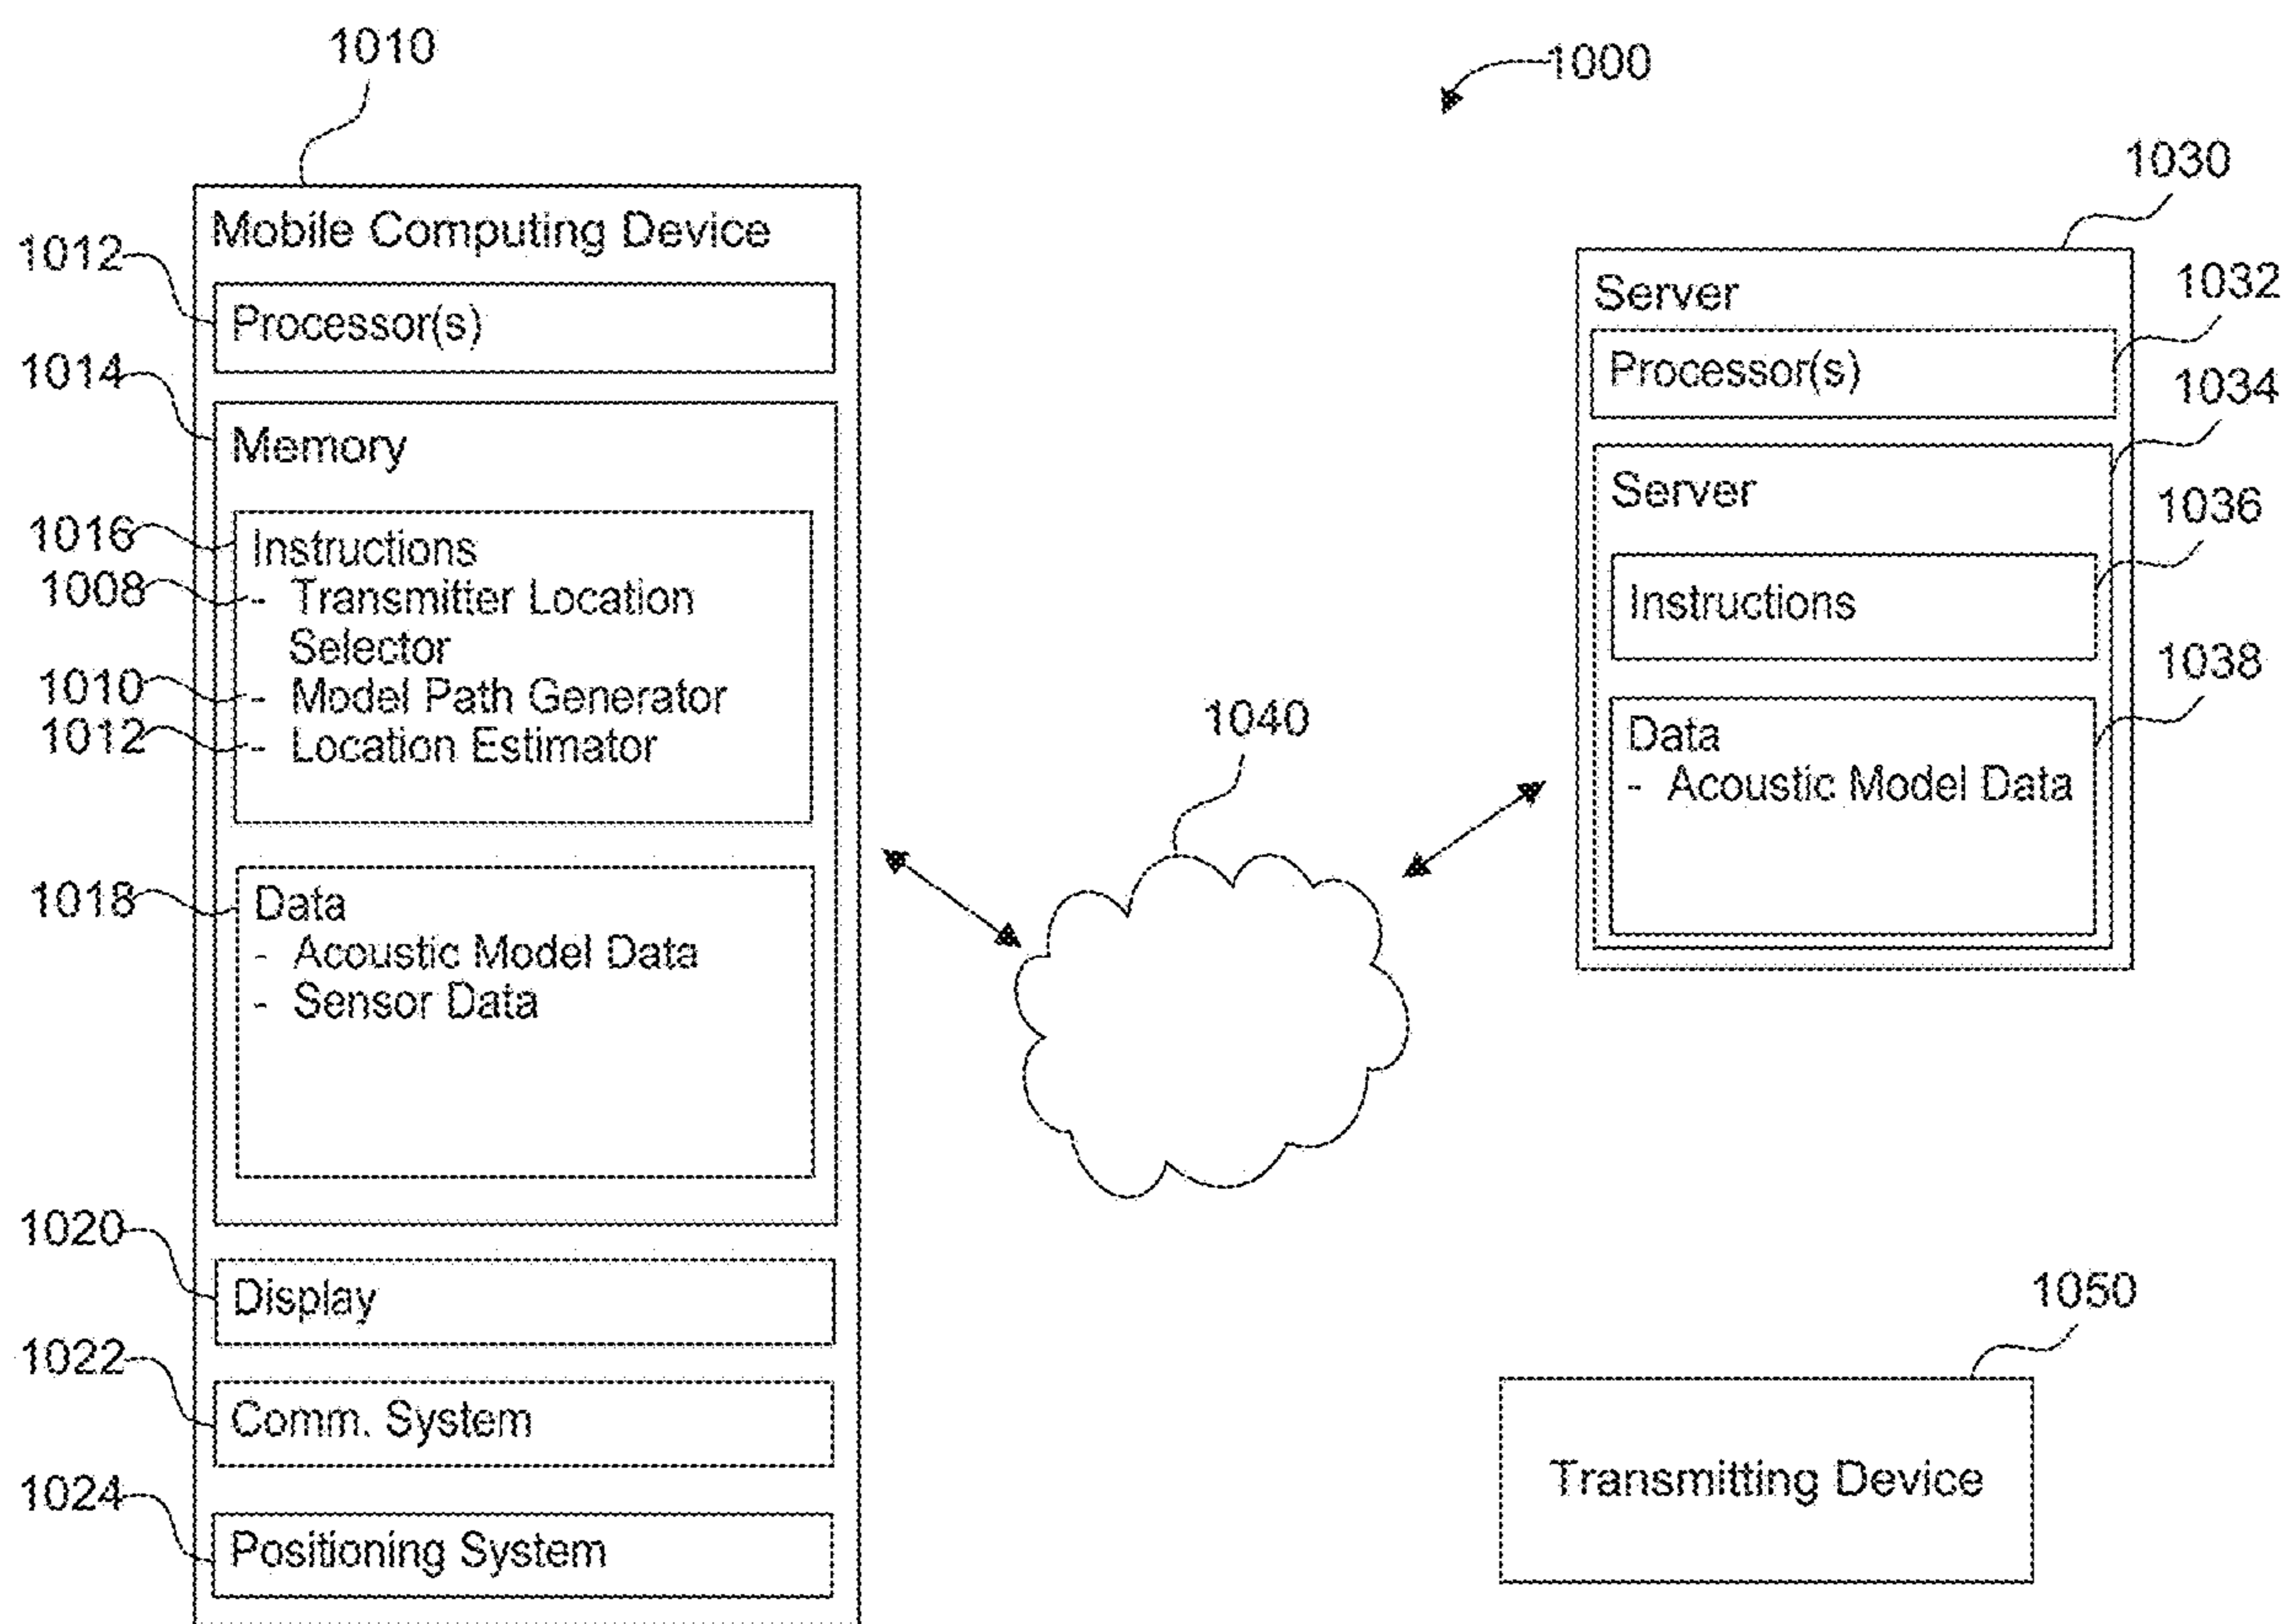 1010
1000
1030
Mobile Computing Device
1012
Processor(s)
1014
Memory
1016
Instructions
1008
- Transmitter Location
Selector
1010
- Model Path Generator
1012
- Location Estimator
1018
Data
- Acoustic Model Data
- Sensor Data
1020
Display
1022
Comm. System
1024
Positioning System
1040
Server
1032
Processor(s)
1034
Server
1036
Instructions
1038
Data
- Acoustic Model Data
1050
Transmitting Device